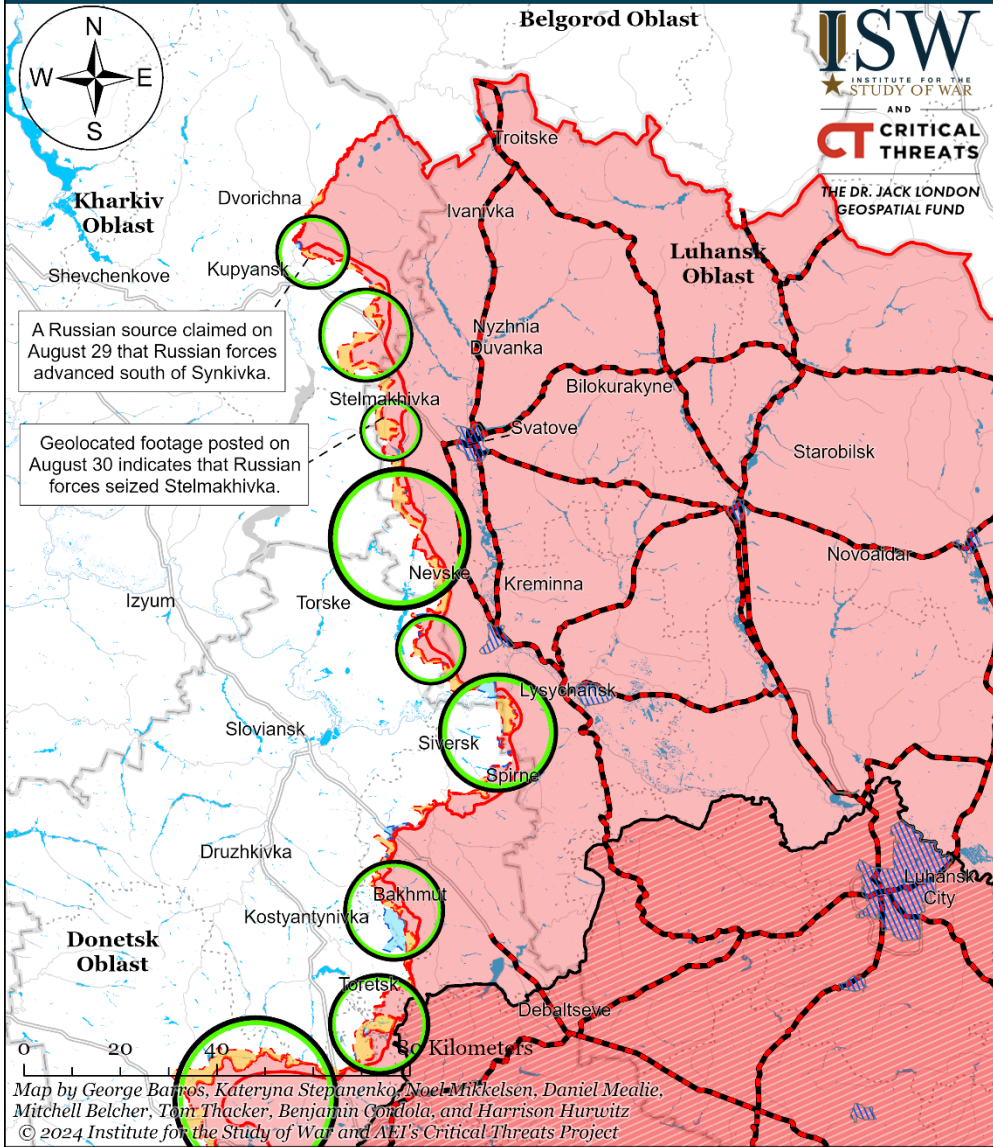 Belgorod Oblast
N
W E
S
ISW
INSTITUTE FOR THE
STUDY OF WAR
AND
CT CRITICAL
THREATS
THE DR. JACK LONDON
GEOSPATIAL FUND
Troitske
Dvorichna
Kharkiv
Oblast
Ivanivka
Luhansk
Oblast
Shevchenkove
Kupyansk
A Russian source claimed on
August 29 that Russian forces
advanced south of Synkivka.
Nyzhnia
Duvanka
Bilokurakyne
Stelmakhivka
Svatove
Geolocated footage posted on
August 30 indicates that Russian
forces seized Stelmakhivka.
Starobilsk
Novoaidar
Nevske
Kreminna
Izyum
Torske
Lysychansk
Sloviansk
Siversk
Spirne
Druzhkivka
Luhansk
City
Bakhmut
Kostyantynivka
Donetsk
Oblast
Toretsk
Debaltseve
0 20 40 80 Kilometers
Map by George Barros, Kateryna Stepanenko, Noel Mikkelsen, Daniel Mealie,
Mitchell Belcher, Tom Thacker, Benjamin Cordola, and Harrison Hurwitz
© 2024 Institute for the Study of War and AEI's Critical Threats Project